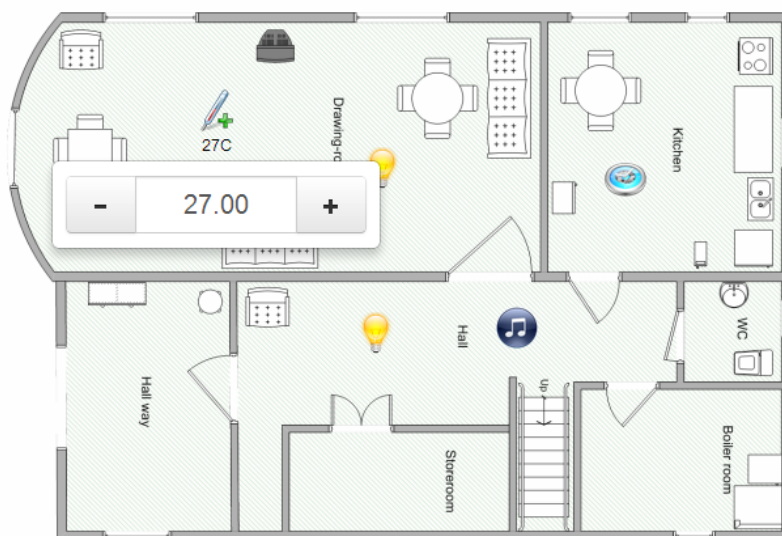 27C
Drawing-ro
Kitchen
- 27.00 +
Hall
WC
Up
Hall way
Storeroom
Boiler room